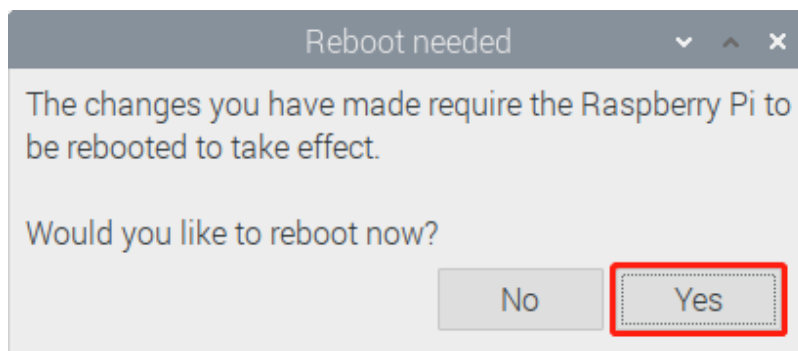 Reboot needed
The changes you have made require the Raspberry Pi to
be rebooted to take effect.
Would you like to reboot now?
No
Yes